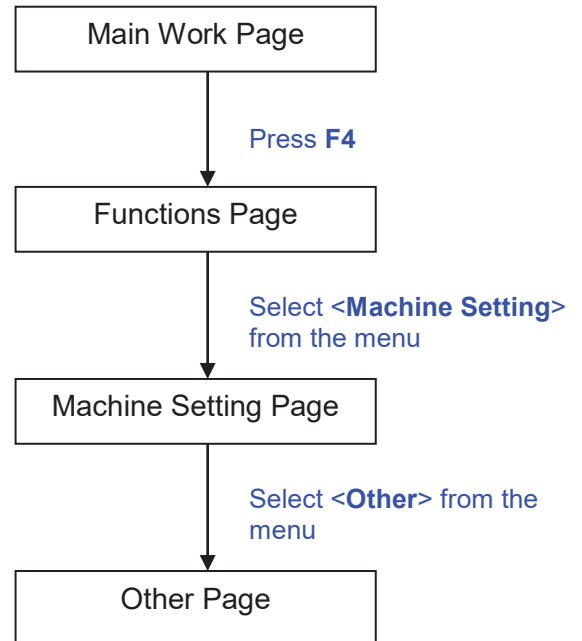 Main Work Page
Press F4
Functions Page
Select <Machine Setting>
from the menu
Machine Setting Page
Select <Other> from the
menu
Other Page